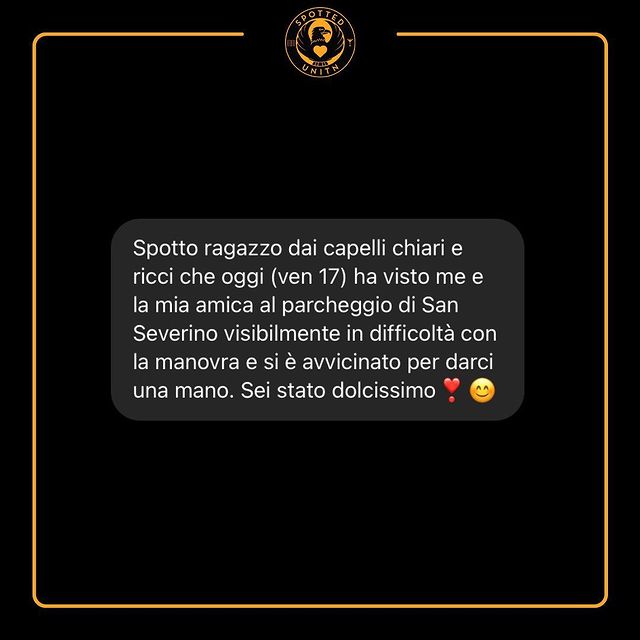 SPOTTED
UNITN
Spotto ragazzo dai capelli chiari e
ricci che oggi (ven 17) ha visto me e
la mia amica al parcheggio di San
Severino visibilmente in difficoltà con
la manovra e si è avvicinato per darci
una mano. Sei stato dolcissimo ❣️ 😊